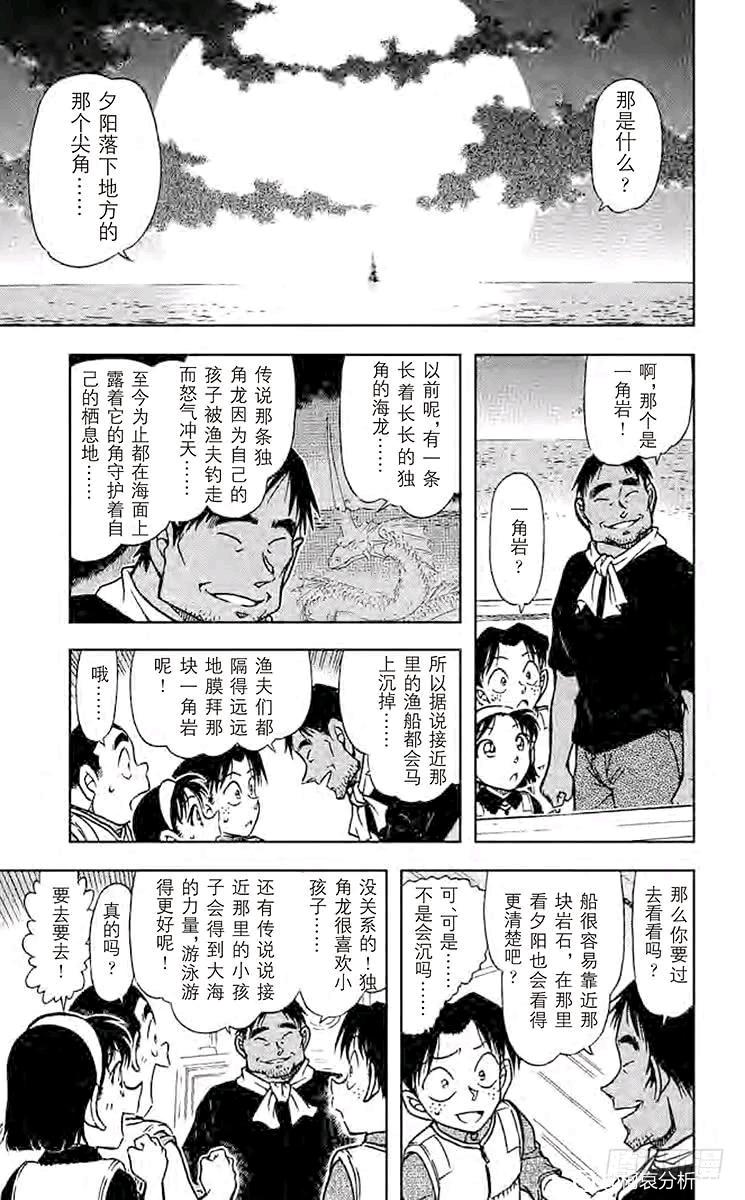 那是什么？
夕阳落下地方的
那个尖角……
啊，那个是
一角岩！
一角岩？
以前呢，有一条
长着长长的独
角的海龙……
传说那条独
角龙因为自己的
孩子被渔夫钓走
而怒气冲天……
至今为止都在海面上
露着它的角守护着自
己的栖息地……
所以据说接近那
里的渔船都会马
上沉掉……
渔夫们都
隔得远远
地膜拜那
块一角岩
呢！
哦……
那么你要过
去看看吗？
船很容易靠近那
块岩石，在那里
看夕阳也会看得
更清楚吧？
可、可是……
不是会沉吗……
没关系的！独
角龙很喜欢小
孩子……
还有传说说接
近那里的小孩
子会得到大海
的力量，游泳游
得更好呢！
真的吗？
要去要去！
哀分析